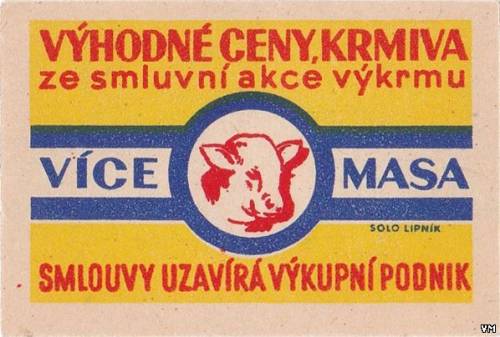 VÝHODNÉ CENY, KRMIVA
ze smluvní akce výkrmu
VÍCE MASA
SOLO LIPNÍK
SMLOUVY UZAVÍRÁ VÝKUPNÍ PODNIK
VM